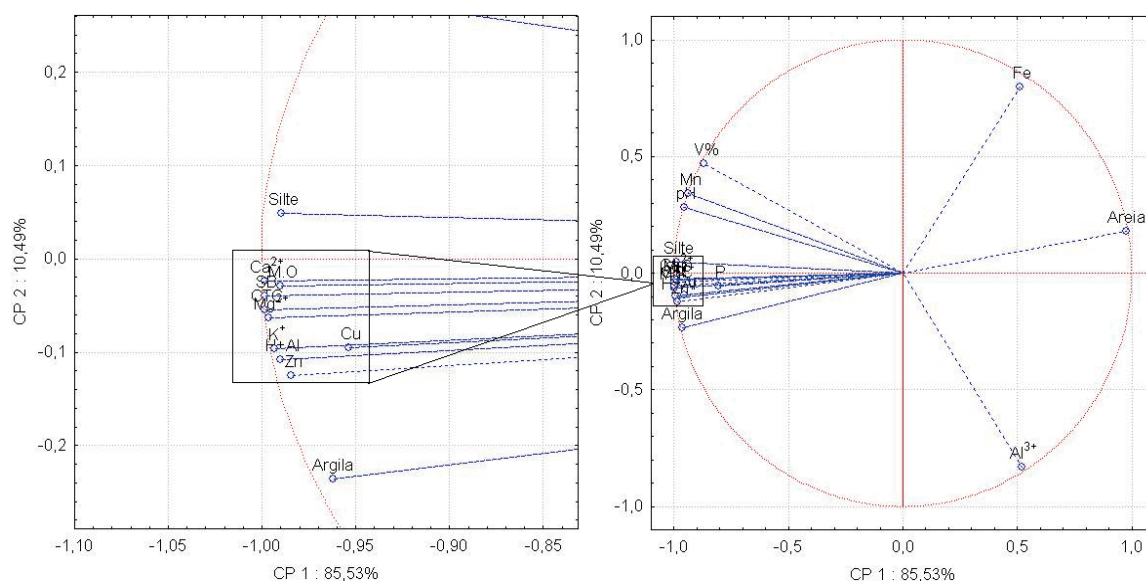 0,2
0,1
0,0
-0,1
-0,2
CP 2 : 10,49%
Silte
Ca²⁺
M.O
SB
CTC
Mg²⁺
K⁺
Cu
H+Al
Zn
Argila
-1,10
-1,05
-1,00
-0,95
-0,90
-0,85
CP 1 : 85,53%
1,0
0,5
0,0
-0,5
-1,0
CP 2 : 10,49%
Fe
V%
Mn
pH
Areia
Silte
P
Zn
Argila
Al³⁺
-1,0
-0,5
0,0
0,5
1,0
CP 1 : 85,53%